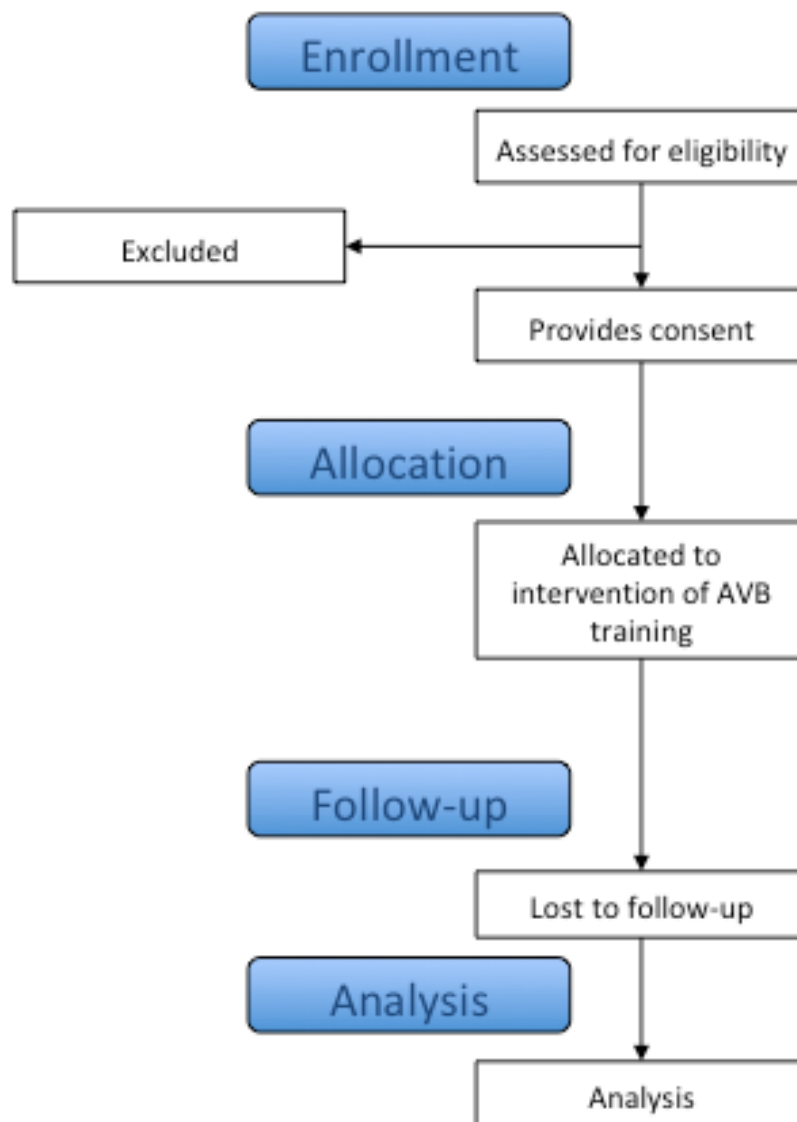 Enrollment
Assessed for eligibility
Excluded
Provides consent
Allocation
Allocated to
intervention of AVB
training
Follow-up
Lost to follow-up
Analysis
Analysis